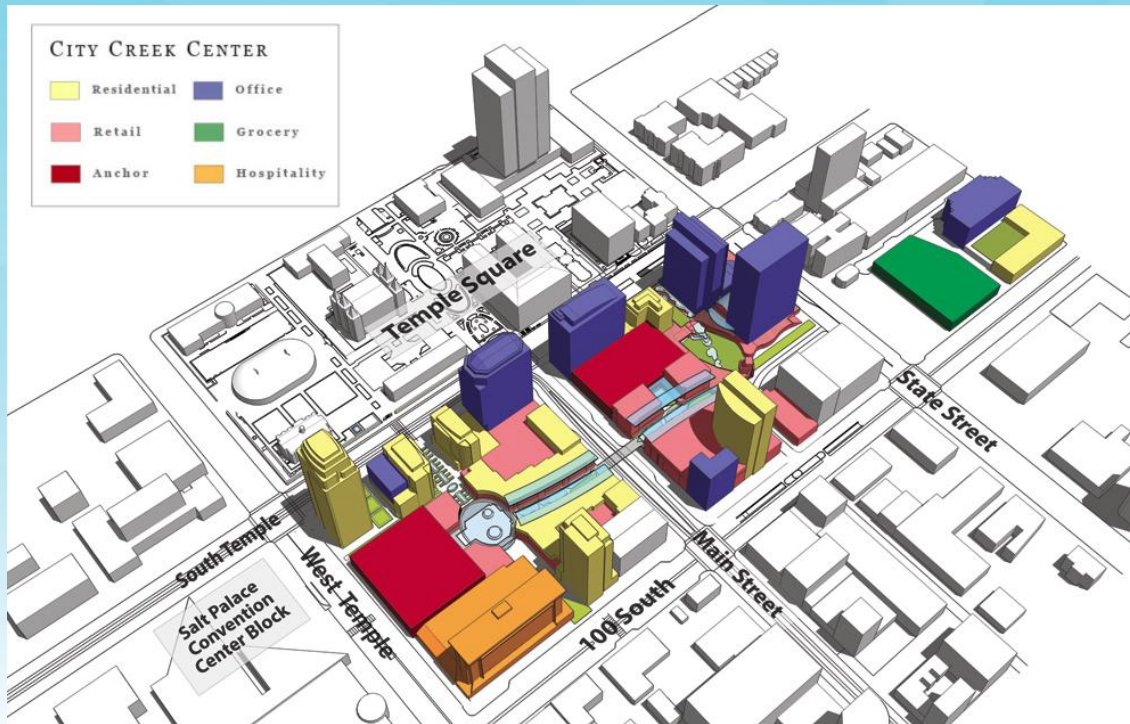 CITY CREEK CENTER
Residential
Office
Retail
Grocery
Anchor
Hospitality
Temple Square
State Street
South Temple
West Temple
Main Street
100 South
Salt Palace
Convention
Center Block